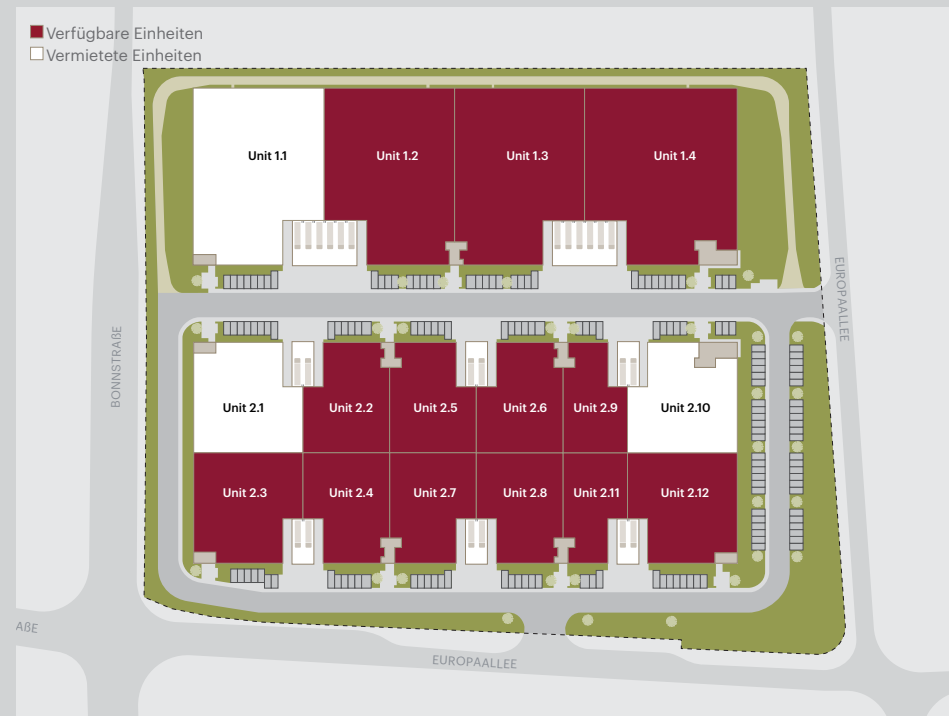 Verfügbare Einheiten
Vermietete Einheiten
Unit 1.1
Unit 1.2
Unit 1.3
Unit 1.4
EUROPAALLEE
BONNSTRAßE
Unit 2.1
Unit 2.2
Unit 2.5
Unit 2.6
Unit 2.9
Unit 2.10
Unit 2.3
Unit 2.4
Unit 2.7
Unit 2.8
Unit 2.11
Unit 2.12
AßE
EUROPAALLEE